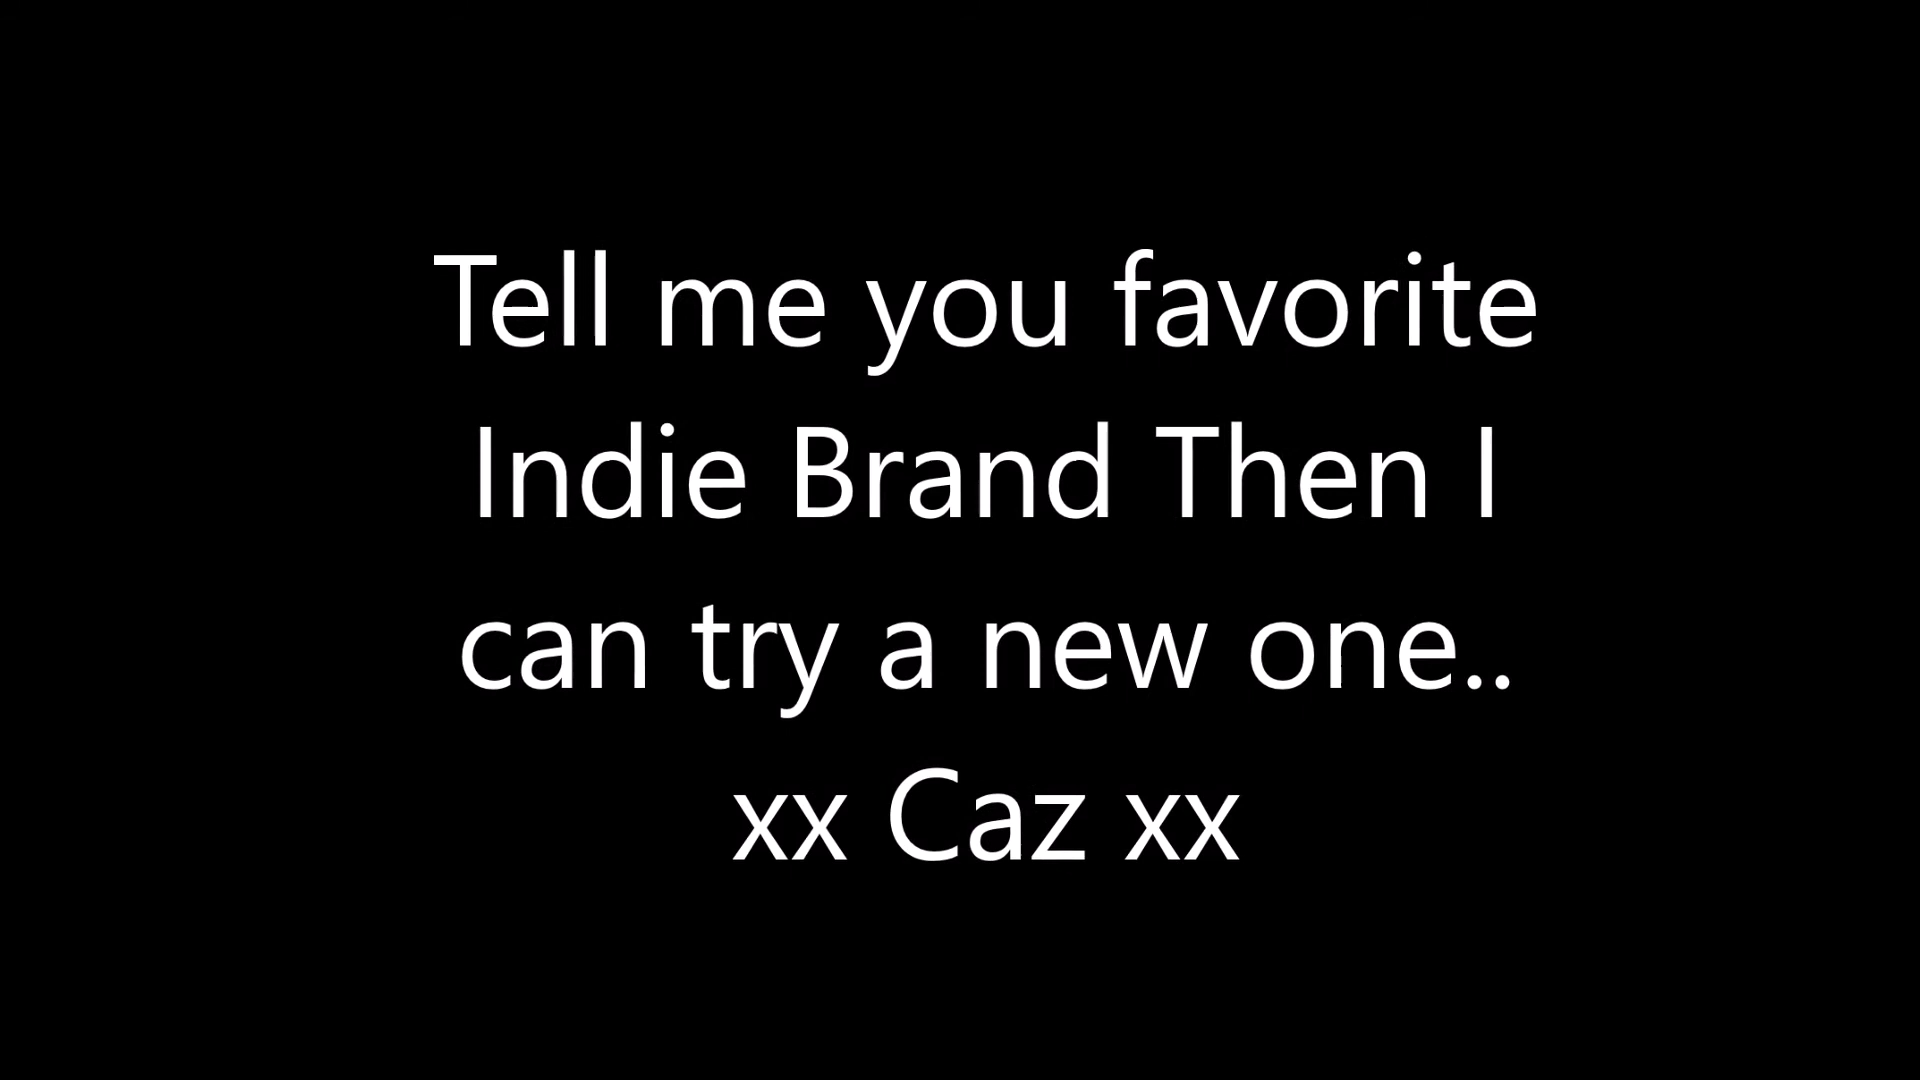 Tell me you favorite
Indie Brand Then I
can try a new one..
xx Caz xx